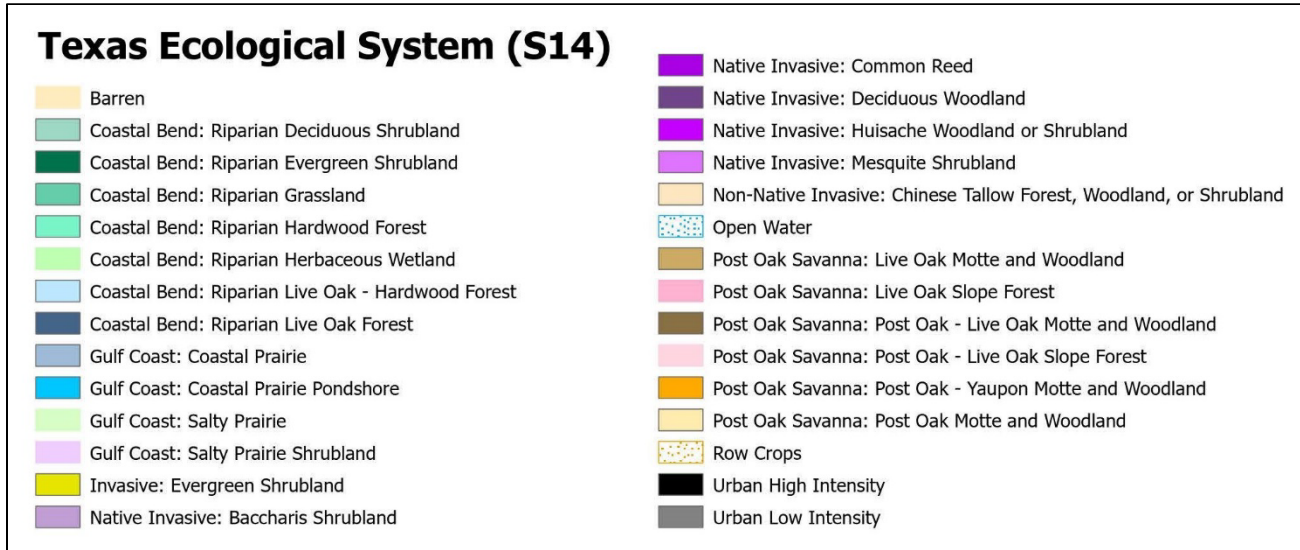 Texas Ecological System (S14)
Barren
Coastal Bend: Riparian Deciduous Shrubland
Coastal Bend: Riparian Evergreen Shrubland
Coastal Bend: Riparian Grassland
Coastal Bend: Riparian Hardwood Forest
Coastal Bend: Riparian Herbaceous Wetland
Coastal Bend: Riparian Live Oak - Hardwood Forest
Coastal Bend: Riparian Live Oak Forest
Gulf Coast: Coastal Prairie
Gulf Coast: Coastal Prairie Pondshore
Gulf Coast: Salty Prairie
Gulf Coast: Salty Prairie Shrubland
Invasive: Evergreen Shrubland
Native Invasive: Baccharis Shrubland
Native Invasive: Common Reed
Native Invasive: Deciduous Woodland
Native Invasive: Huisache Woodland or Shrubland
Native Invasive: Mesquite Shrubland
Non-Native Invasive: Chinese Tallow Forest, Woodland, or Shrubland
Open Water
Post Oak Savanna: Live Oak Motte and Woodland
Post Oak Savanna: Live Oak Slope Forest
Post Oak Savanna: Post Oak - Live Oak Motte and Woodland
Post Oak Savanna: Post Oak - Live Oak Slope Forest
Post Oak Savanna: Post Oak - Yaupon Motte and Woodland
Post Oak Savanna: Post Oak Motte and Woodland
Row Crops
Urban High Intensity
Urban Low Intensity